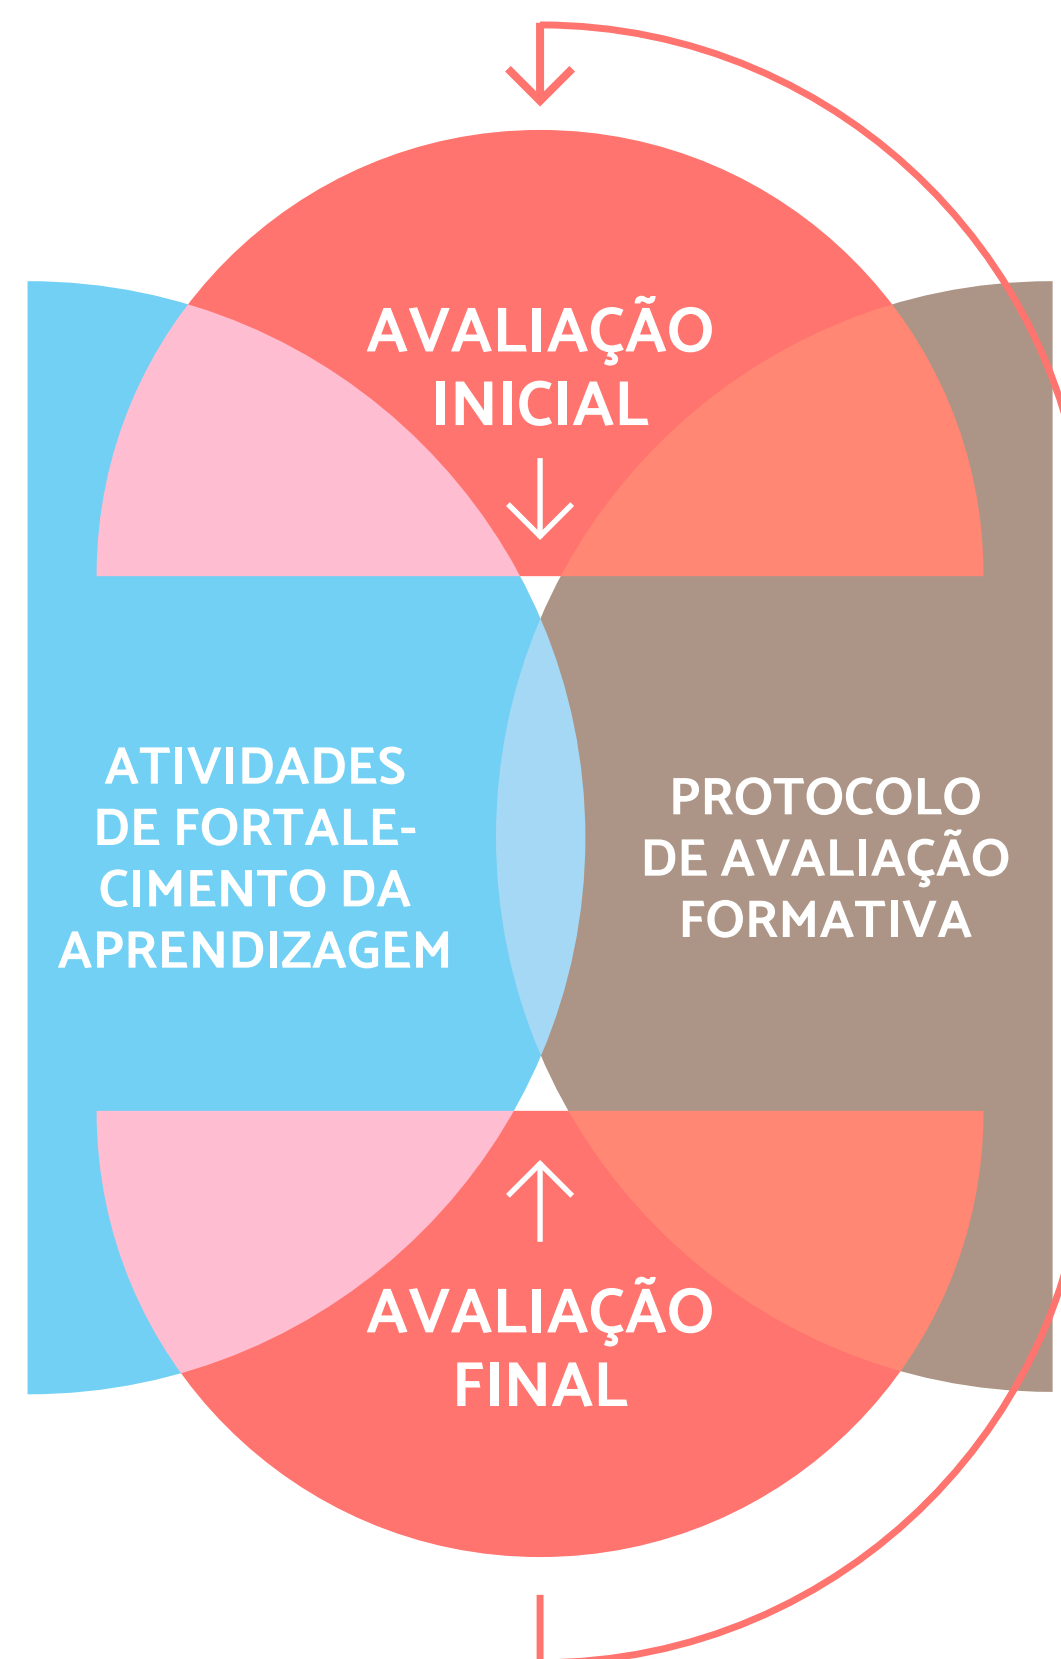 AVALIAÇÃO
INICIAL
ATIVIDADES
DE FORTALE-
CIMENTO DA
APRENDIZAGEM
PROTOCOLO
DE AVALIAÇÃO
FORMATIVA
AVALIAÇÃO
FINAL